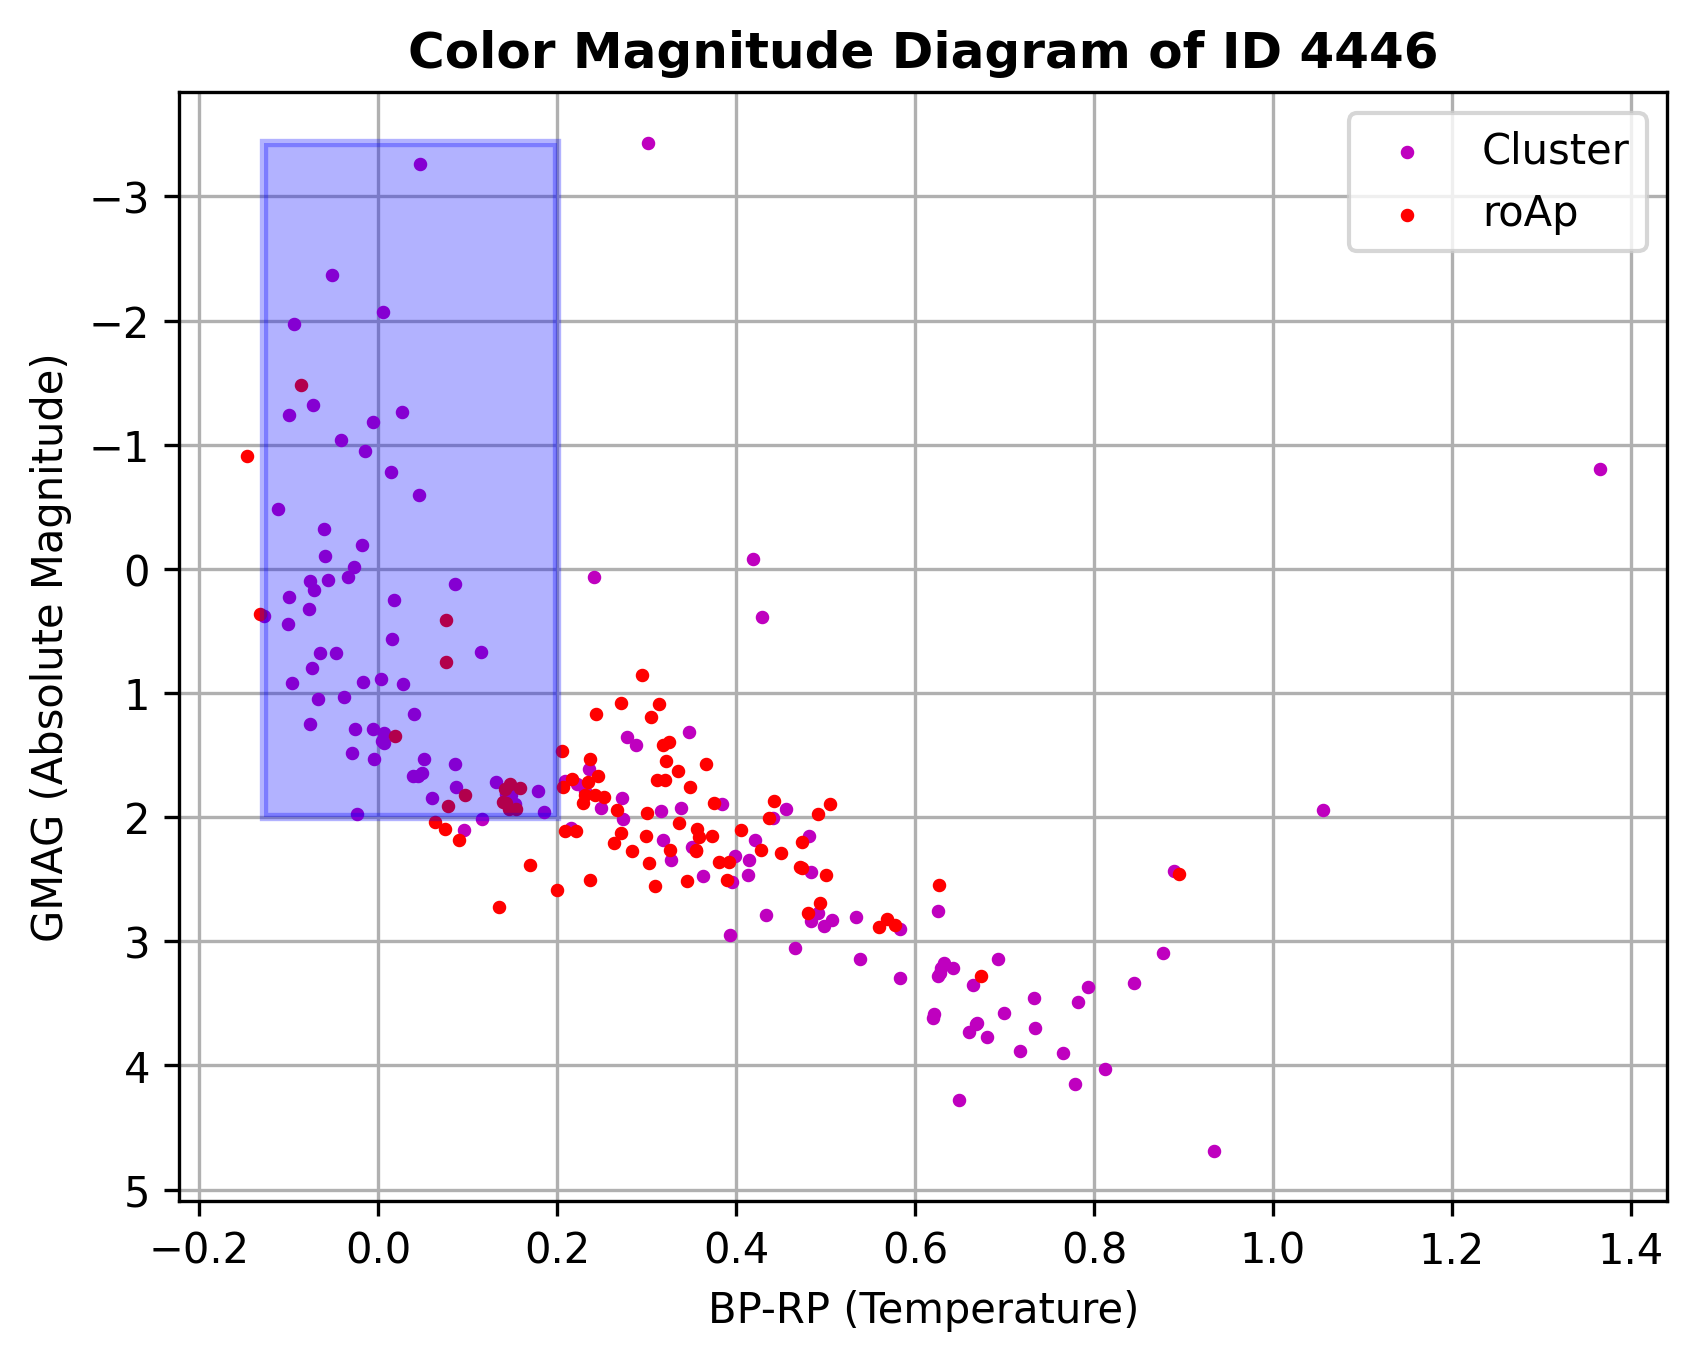 Color Magnitude Diagram of ID 4446
Cluster
roAp
GMAG (Absolute Magnitude)
−3
−2
−1
0
1
2
3
4
5
−0.2 0.0 0.2 0.4 0.6 0.8 1.0 1.2 1.4
BP-RP (Temperature)